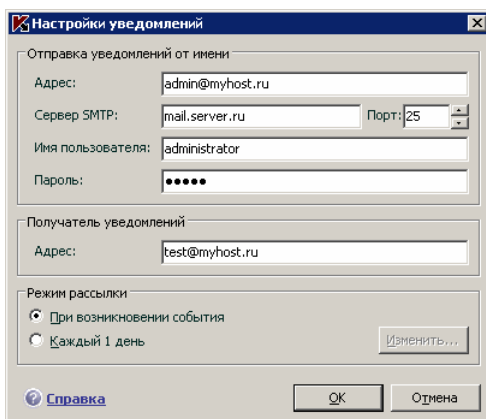 Настройки уведомлений
Отправка уведомлений от имени
Адрес: admin@myhost.ru
Сервер SMTP: mail.server.ru Порт: 25
Имя пользователя: administrator
Пароль: •••••
Получатель уведомлений
Адрес: test@myhost.ru
Режим рассылки
При возникновении события
Каждый 1 день
Изменить...
Справка OK Отмена